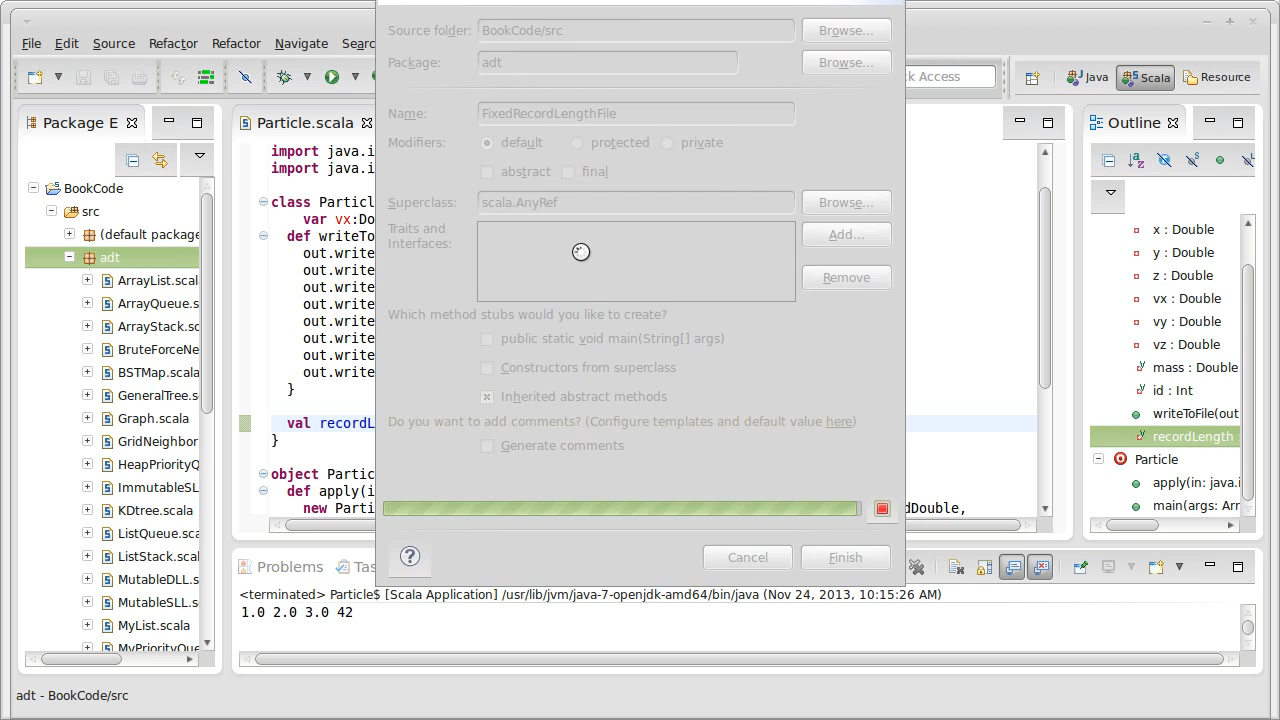 File Edit Source Refactor Refactor Navigate Searc
ck Access
Java Scala Resource
Package E
BookCode
src
(default package
adt
ArrayList.scala
ArrayQueue.s
ArrayStack.sc
BruteForceNe
BSTMap.scala
GeneralTree.s
Graph.scala
GridNeighbor
HeapPriorityQ
ImmutableSL
KDtree.scala
ListQueue.sca
ListStack.scal
MutableDLL.s
MutableSLL.s
MyList.scala
MyPriorityQue
Particle.scala
import java.i
import java.i
class Particl
var vx:Do
def writeTo
out.write
out.write
out.write
out.write
out.write
out.write
out.write
out.write
}
val recordL
}
object Partic
def apply(i
new Parti
dDouble,
Source folder: BookCode/src Browse...
Package: adt Browse...
Name: FixedRecordLengthFile
Modifiers: default protected private
abstract final
Superclass: scala.AnyRef Browse...
Traits and
Interfaces:
Add...
Remove
Which method stubs would you like to create?
public static void main(String[] args)
Constructors from superclass
Inherited abstract methods
Do you want to add comments? (Configure templates and default value here)
Generate comments
Cancel Finish
Outline
x : Double
y : Double
z : Double
vx : Double
vy : Double
vz : Double
mass : Double
id : Int
writeToFile(out
recordLength :
Particle
apply(in: java.i
main(args: Arr
Problems Tas
<terminated> Particle$ [Scala Application] /usr/lib/jvm/java-7-openjdk-amd64/bin/java (Nov 24, 2013, 10:15:26 AM)
1.0 2.0 3.0 42
adt - BookCode/src